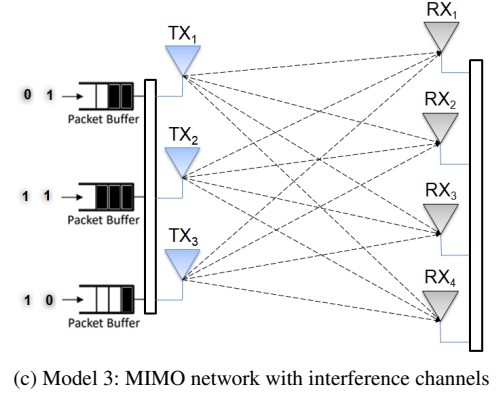 TX1
RX1
0 1
Packet Buffer
TX2
RX2
1 1
Packet Buffer
TX3
RX3
1 0
Packet Buffer
RX4
(c) Model 3: MIMO network with interference channels